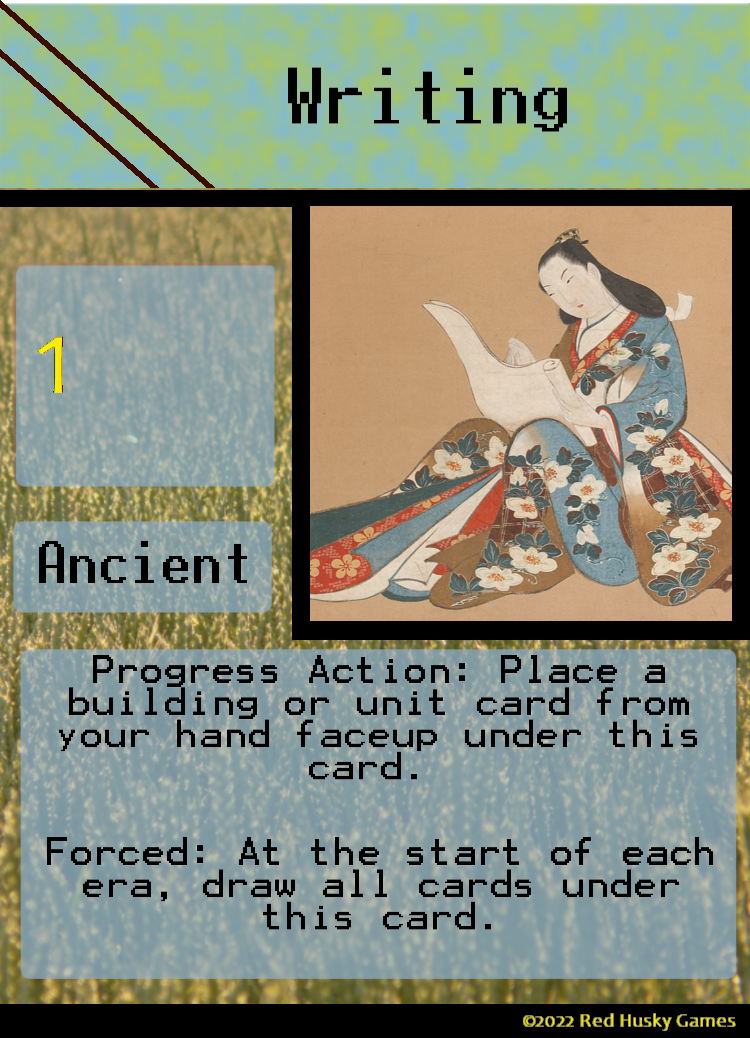 Writing
1
Ancient
Progress Action: Place a
building or unit card from
your hand faceup under this
card.
Forced: At the start of each
era, draw all cards under
this card.
©2022 Red Husky Games